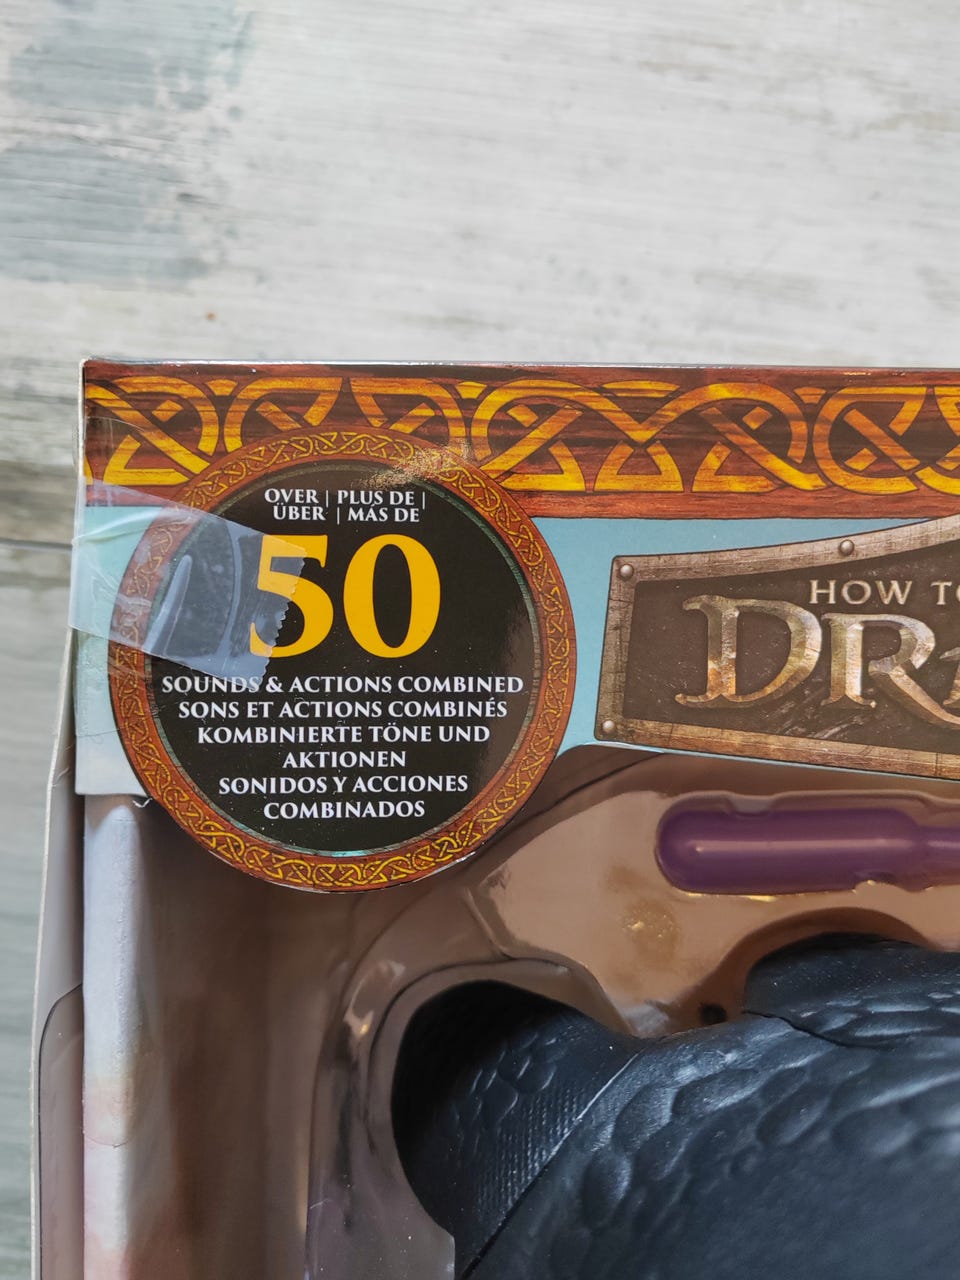 OVER | PLUS DE |
ÜBER | MÁS DE
50
SOUNDS & ACTIONS COMBINED
SONS ET ACTIONS COMBINÉS
KOMBINIERTE TÖNE UND
AKTIONEN
SONIDOS Y ACCIONES
COMBINADOS
HOW TO
DRA